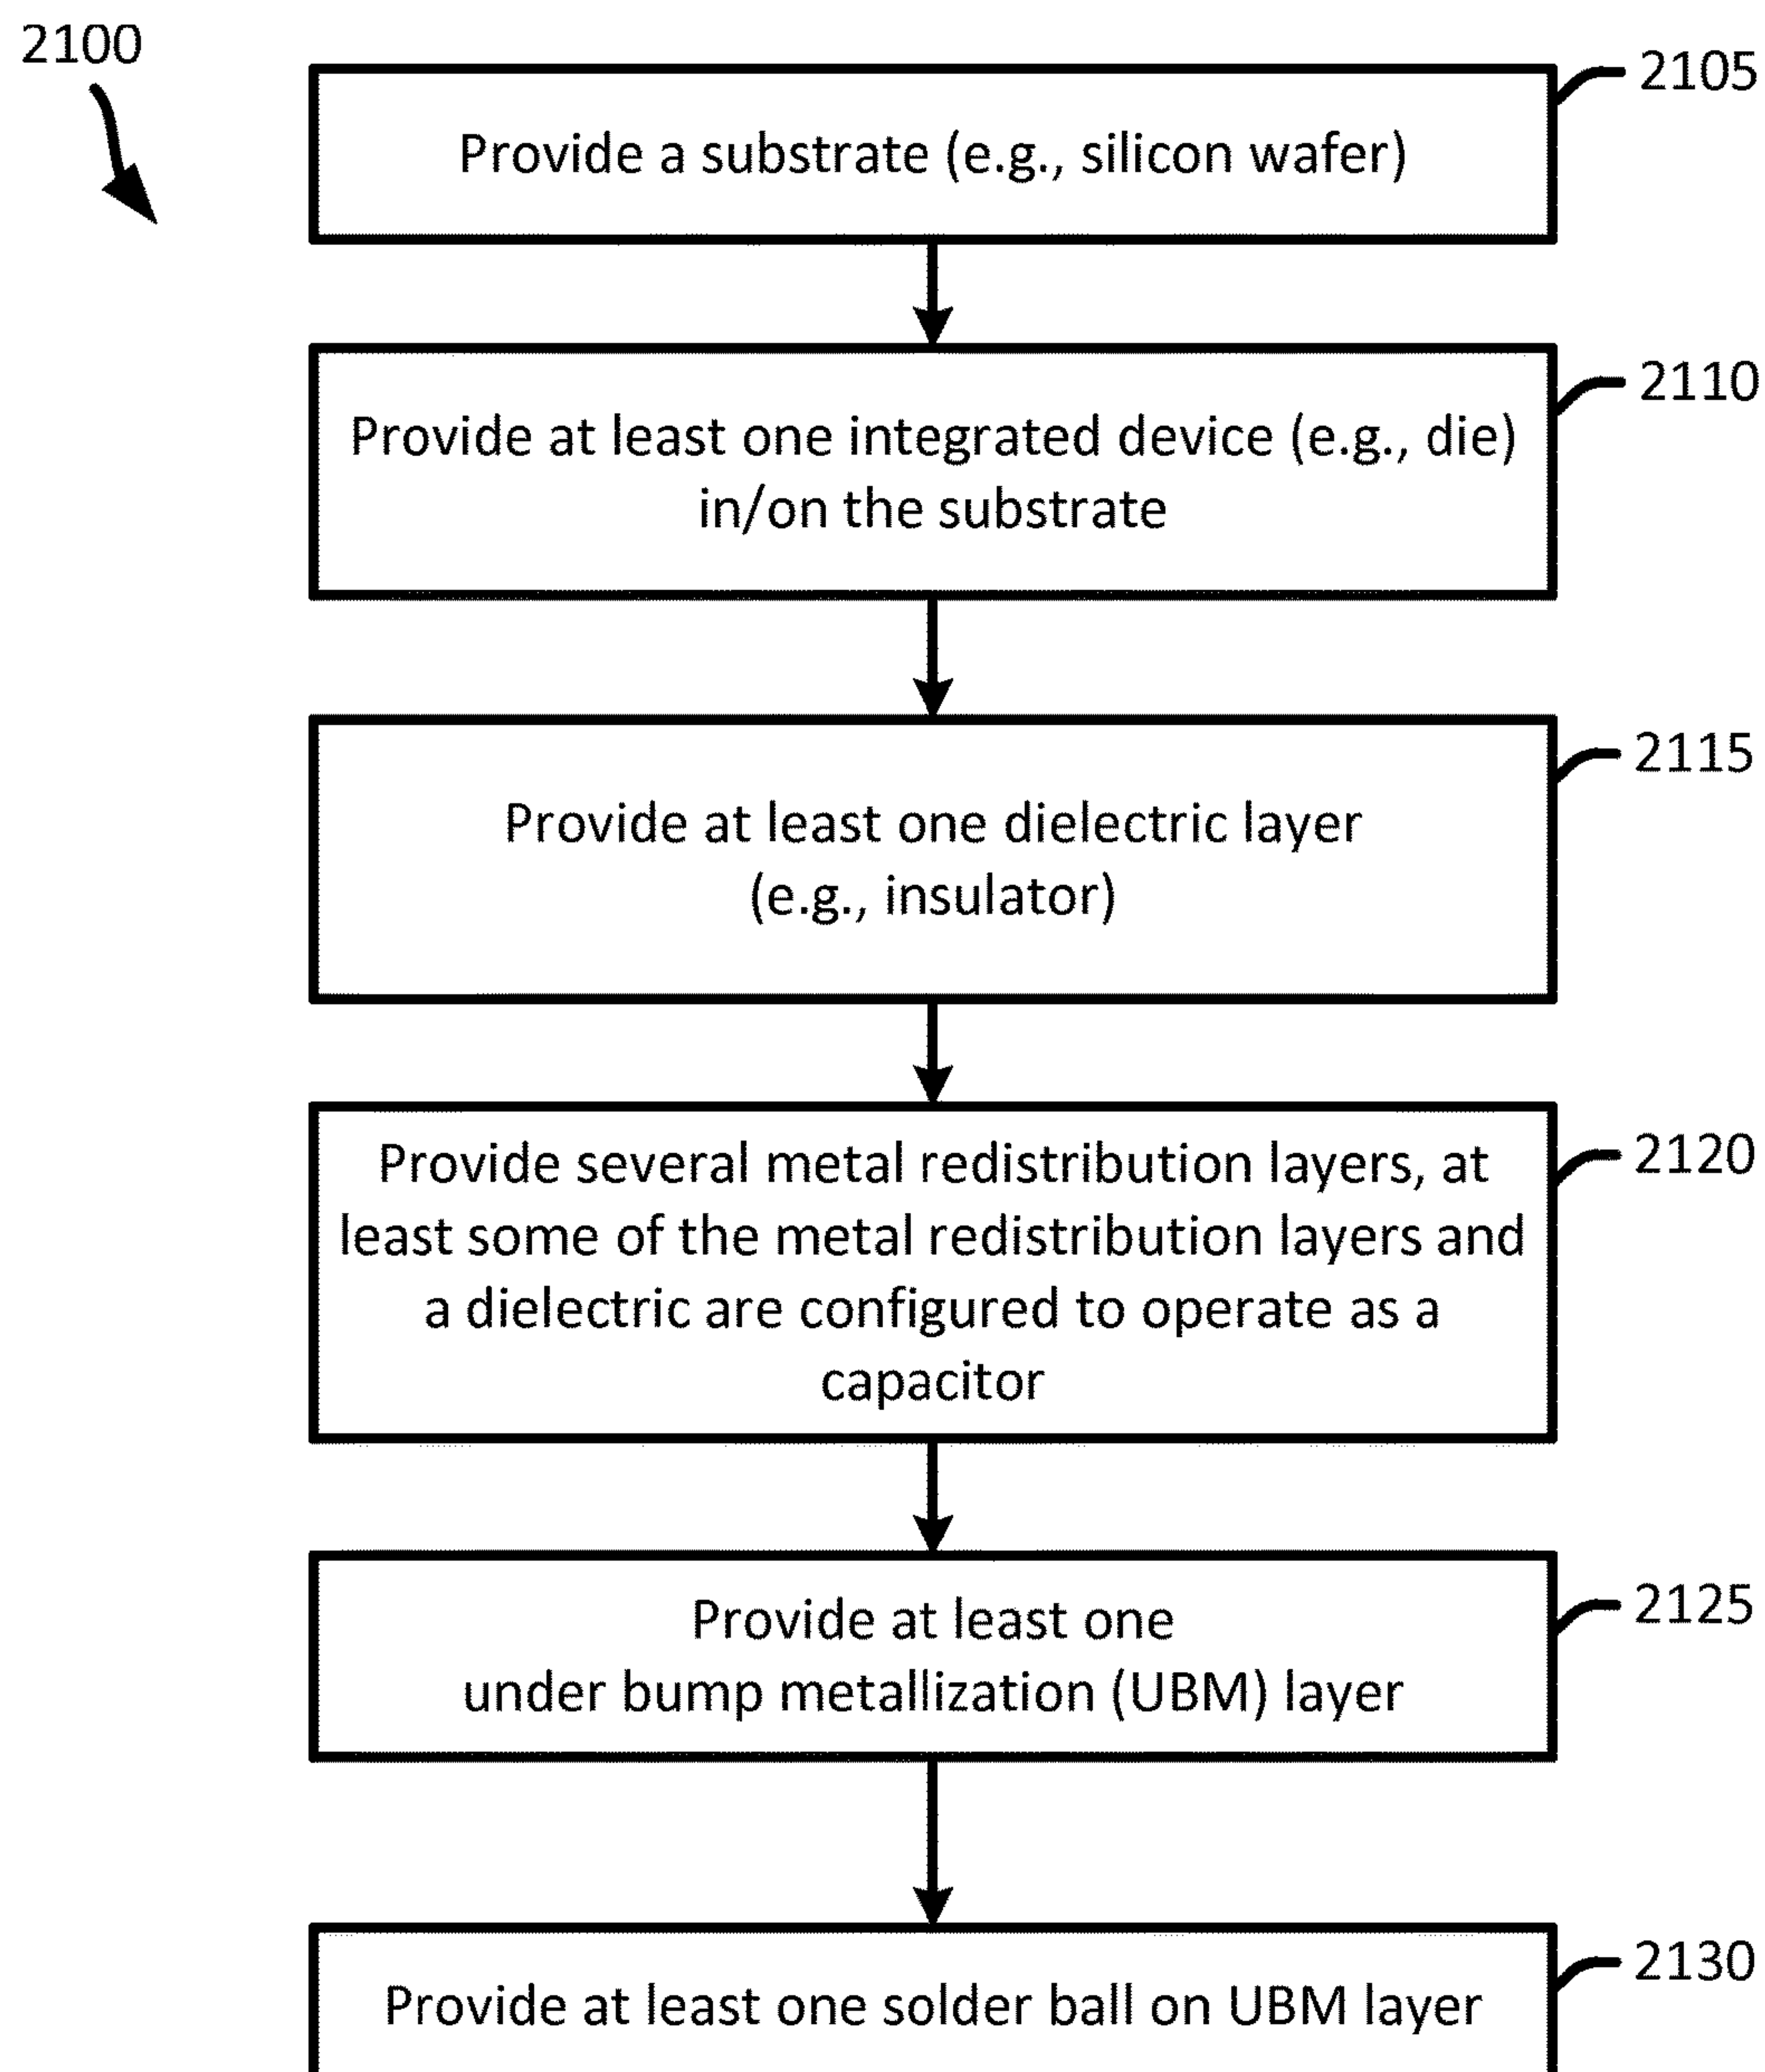 2100
2105
Provide a substrate (e.g., silicon wafer)
2110
Provide at least one integrated device (e.g., die)
in/on the substrate
2115
Provide at least one dielectric layer
(e.g., insulator)
2120
Provide several metal redistribution layers, at
least some of the metal redistribution layers and
a dielectric are configured to operate as a
capacitor
2125
Provide at least one
under bump metallization (UBM) layer
2130
Provide at least one solder ball on UBM layer